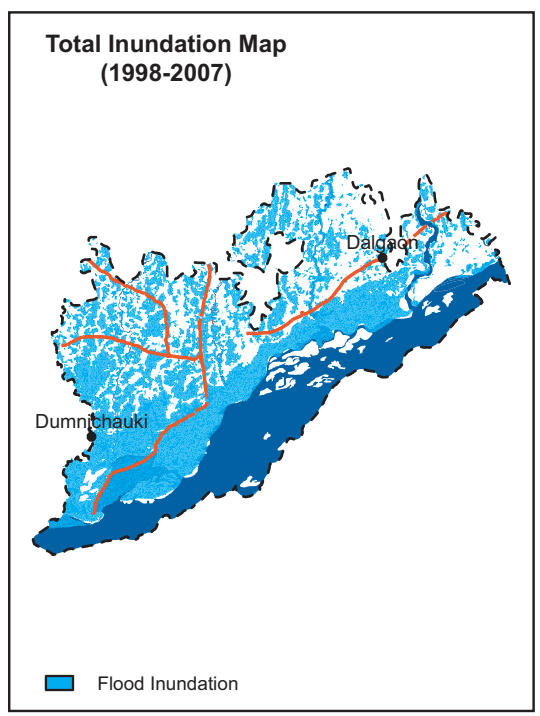 Total Inundation Map
(1998-2007)
Dalgaon
Dumnichauki
Flood Inundation